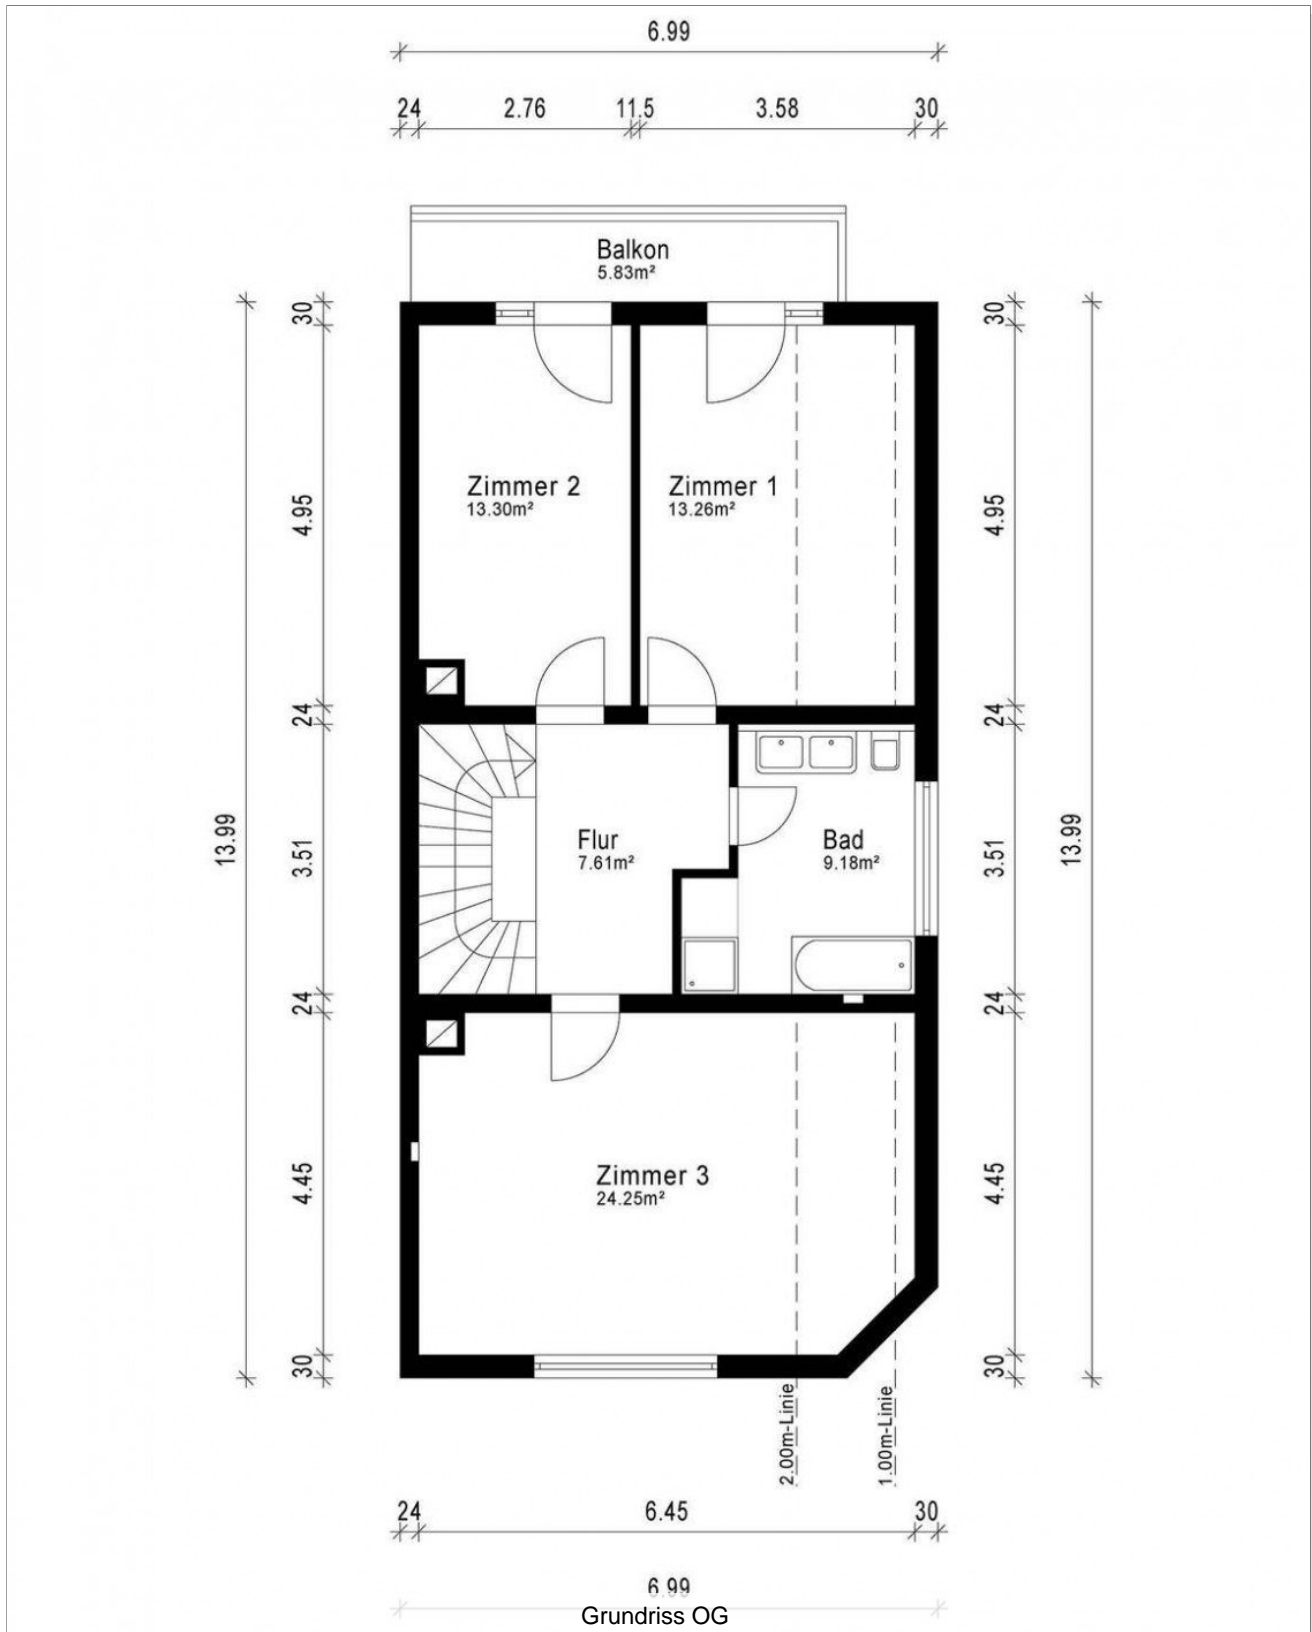 6.99
24 2.76 11.5 3.58 30
Balkon
5.83m²
30 30
Zimmer 2 Zimmer 1
13.30m² 13.26m²
4.95 4.95
24 24
Flur Bad
7.61m² 9.18m²
13.99 3.51 3.51 13.99
24 24
Zimmer 3
24.25m²
4.45 4.45
30 30
2.00m-Linie 1.00m-Linie
24 6.45 30
6.99
Grundriss OG